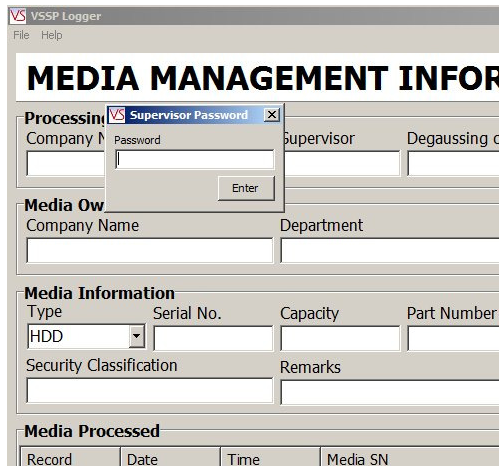 VS VSSP Logger
File Help
MEDIA MANAGEMENT INFOR
Processing
VS Supervisor Password
Company N
Supervisor
Degaussing
Password
Enter
Media Ow
Company Name
Department
Media Information
Type
Serial No.
Capacity
Part Number
HDD
Security Classification
Remarks
Media Processed
Record
Date
Time
Media SN